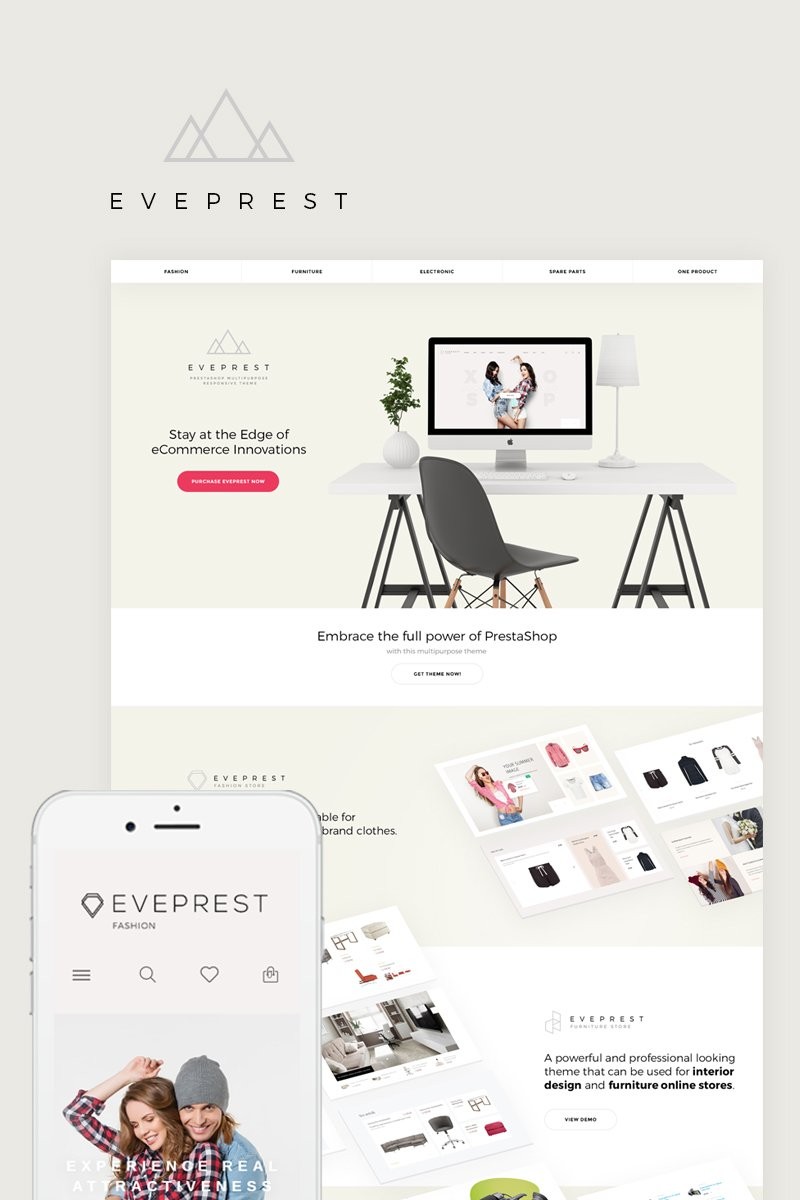 EVEPREST
FASHION
FURNITURE
ELECTRONIC
SPARE PARTS
ONE PRODUCT
EVEPREST
PRESTASHOP MULTIPURPOSE
RESPONSIVE THEME
Stay at the Edge of
eCommerce Innovations
PURCHASE EVEPREST NOW
Embrace the full power of PrestaShop
with this multipurpose theme
GET THEME NOW!
EVEPREST
FASHION STORE
able for
brand clothes.
YOUR SUMMER
IMAGE
EVEPREST
FASHION
EXPERIENCE REAL
ATTRACTIVENESS
EVEPREST
FURNITURE STORE
A powerful and professional looking
theme that can be used for interior
design and furniture online stores.
VIEW DEMO